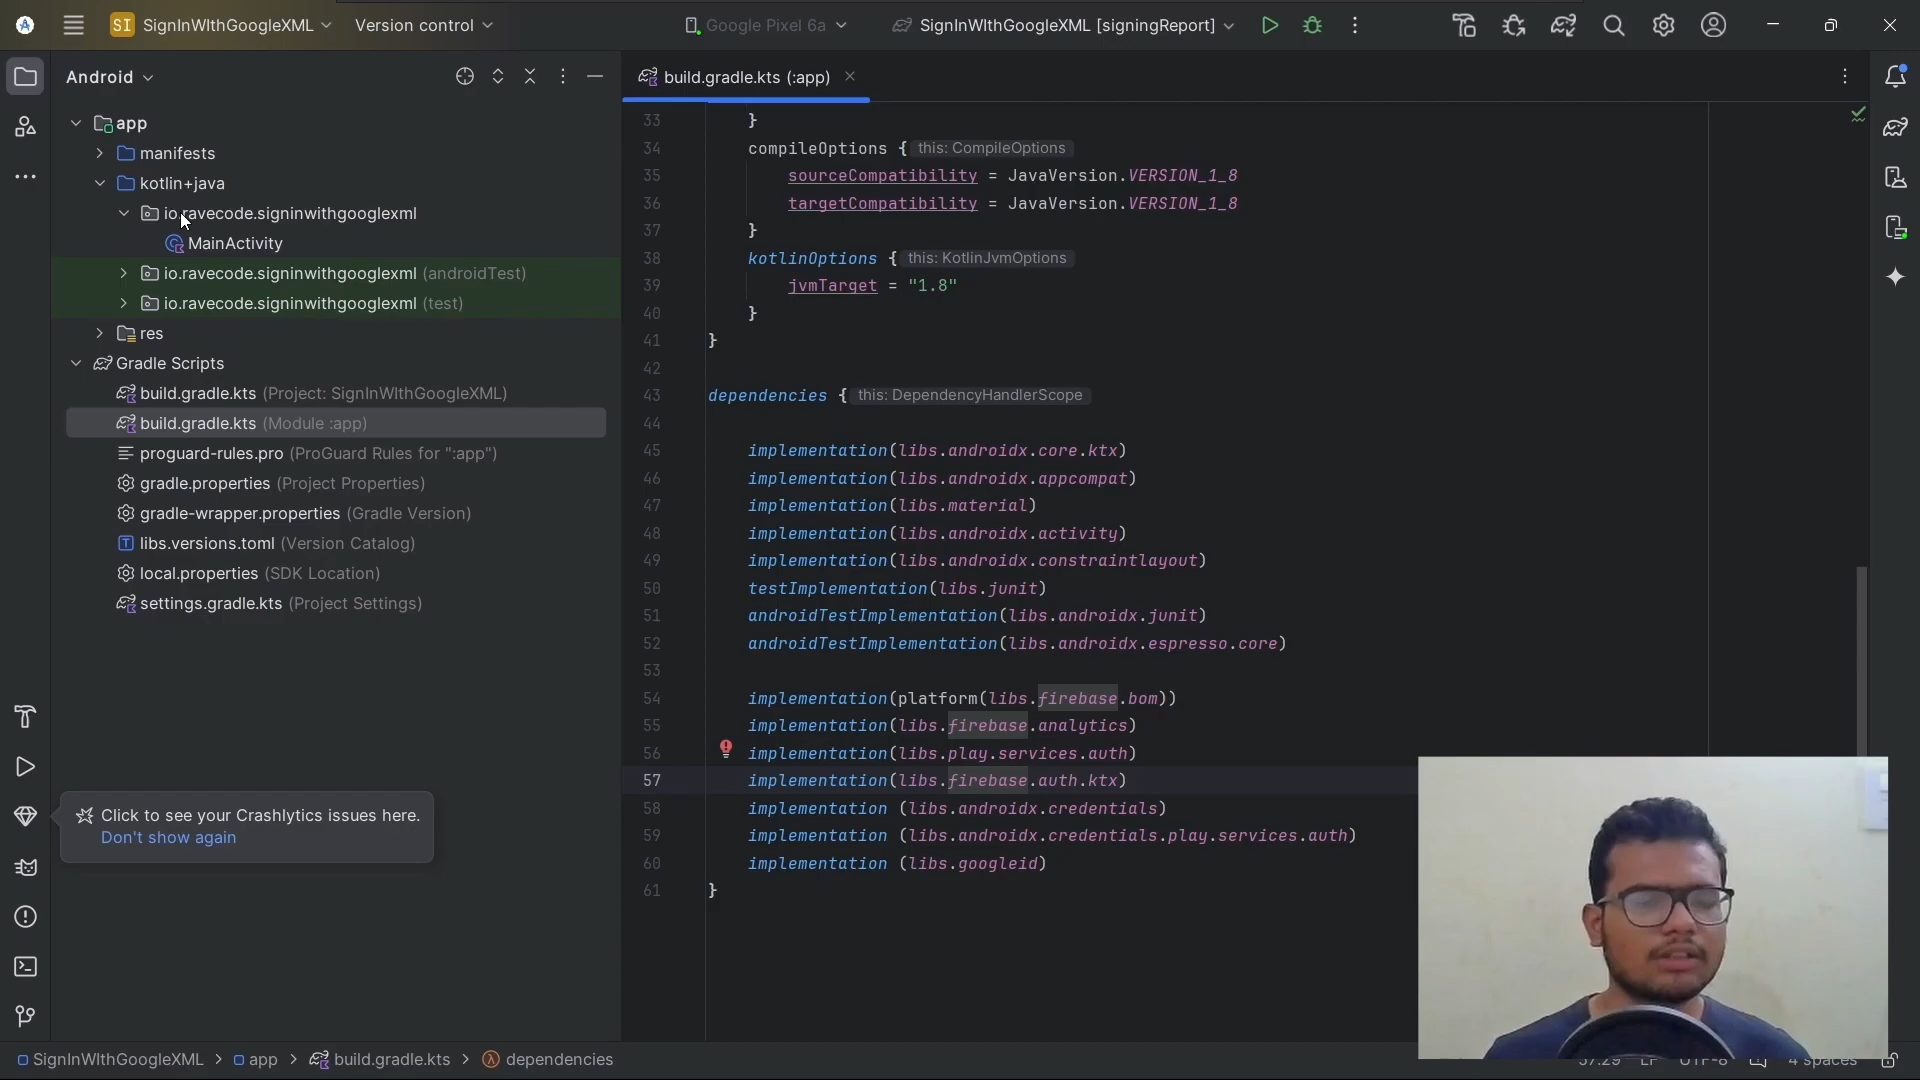 SI SignInWIthGoogleXML Version control Google Pixel 6a SignInWIthGoogleXML [signingReport]
Android
build.gradle.kts (:app)
app
manifests
kotlin+java
io.ravecode.signinwithgooglexml
MainActivity
io.ravecode.signinwithgooglexml (androidTest)
io.ravecode.signinwithgooglexml (test)
res
Gradle Scripts
build.gradle.kts (Project: SignInWIthGoogleXML)
build.gradle.kts (Module :app)
proguard-rules.pro (ProGuard Rules for ":app")
gradle.properties (Project Properties)
gradle-wrapper.properties (Gradle Version)
libs.versions.toml (Version Catalog)
local.properties (SDK Location)
settings.gradle.kts (Project Settings)
Click to see your Crashlytics issues here.
Don't show again
33 }
34 compileOptions { this: CompileOptions
35 sourceCompatibility = JavaVersion.VERSION_1_8
36 targetCompatibility = JavaVersion.VERSION_1_8
37 }
38 kotlinOptions { this: KotlinJvmOptions
39 jvmTarget = "1.8"
40 }
41 }
42
43 dependencies { this: DependencyHandlerScope
44
45 implementation(libs.androidx.core.ktx)
46 implementation(libs.androidx.appcompat)
47 implementation(libs.material)
48 implementation(libs.androidx.activity)
49 implementation(libs.androidx.constraintlayout)
50 testImplementation(libs.junit)
51 androidTestImplementation(libs.androidx.junit)
52 androidTestImplementation(libs.androidx.espresso.core)
53
54 implementation(platform(libs.firebase.bom))
55 implementation(libs.firebase.analytics)
56 implementation(libs.play.services.auth)
57 implementation(libs.firebase.auth.ktx)
58 implementation (libs.androidx.credentials)
59 implementation (libs.androidx.credentials.play.services.auth)
60 implementation (libs.googleid)
61 }
SignInWIthGoogleXML > app > build.gradle.kts > dependencies
57:29 LF UTF-8 4 spaces